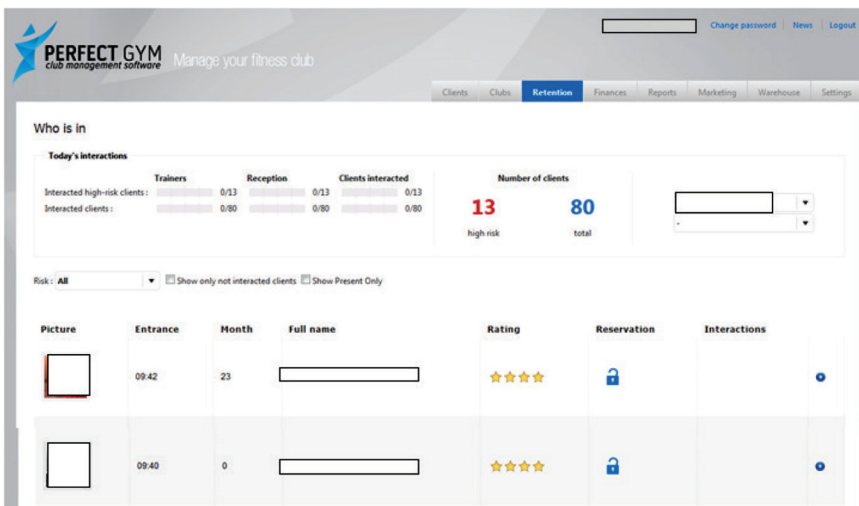 Change password News Logout
PERFECT GYM
club management software
Manage your fitness club
Clients Clubs Retention Finances Reports Marketing Warehouse Settings
Who is in
Today's interactions
Trainers Reception Clients interacted Number of clients
Interacted high-risk clients : 0/13 0/13 0/13
Interacted clients : 0/80 0/80 0/80
13 80
high risk total
-
Risk : All Show only not interacted clients Show Present Only
Picture Entrance Month Full name Rating Reservation Interactions
09:42 23
09:40 0